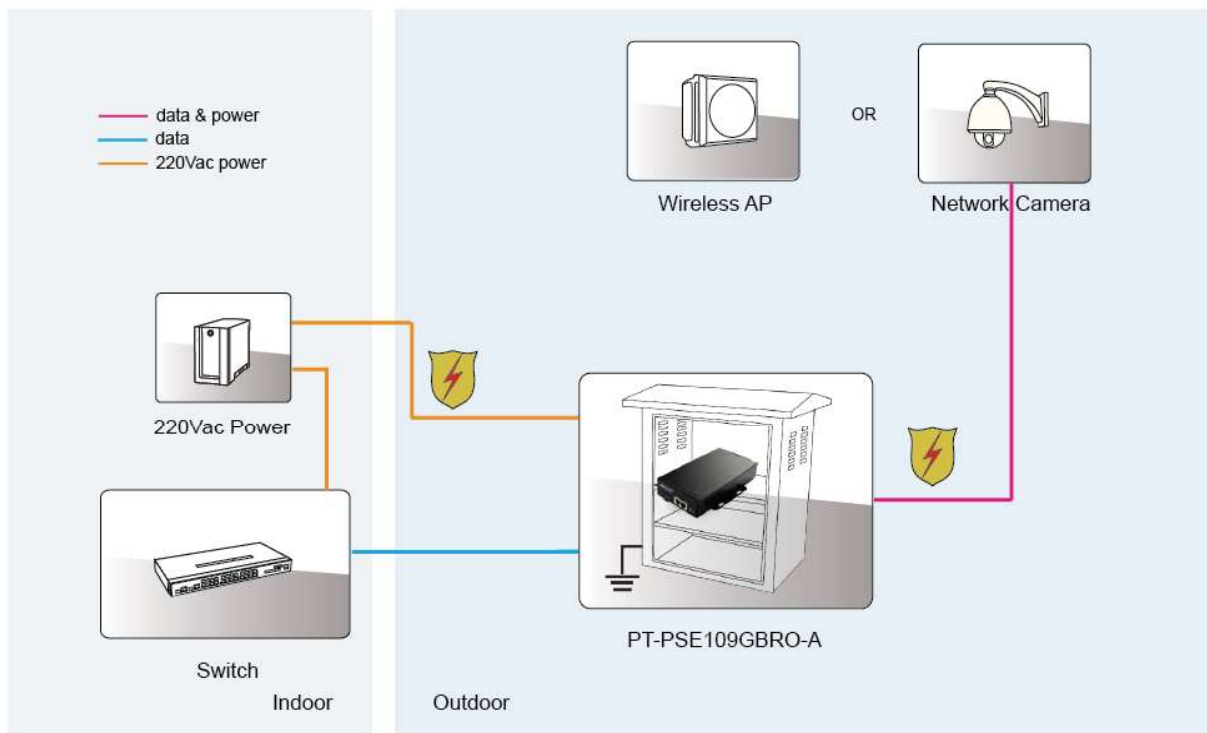 data & power
data
220Vac power
Wireless AP
OR
Network Camera
220Vac Power
PT-PSE109GBRO-A
Switch
Indoor
Outdoor